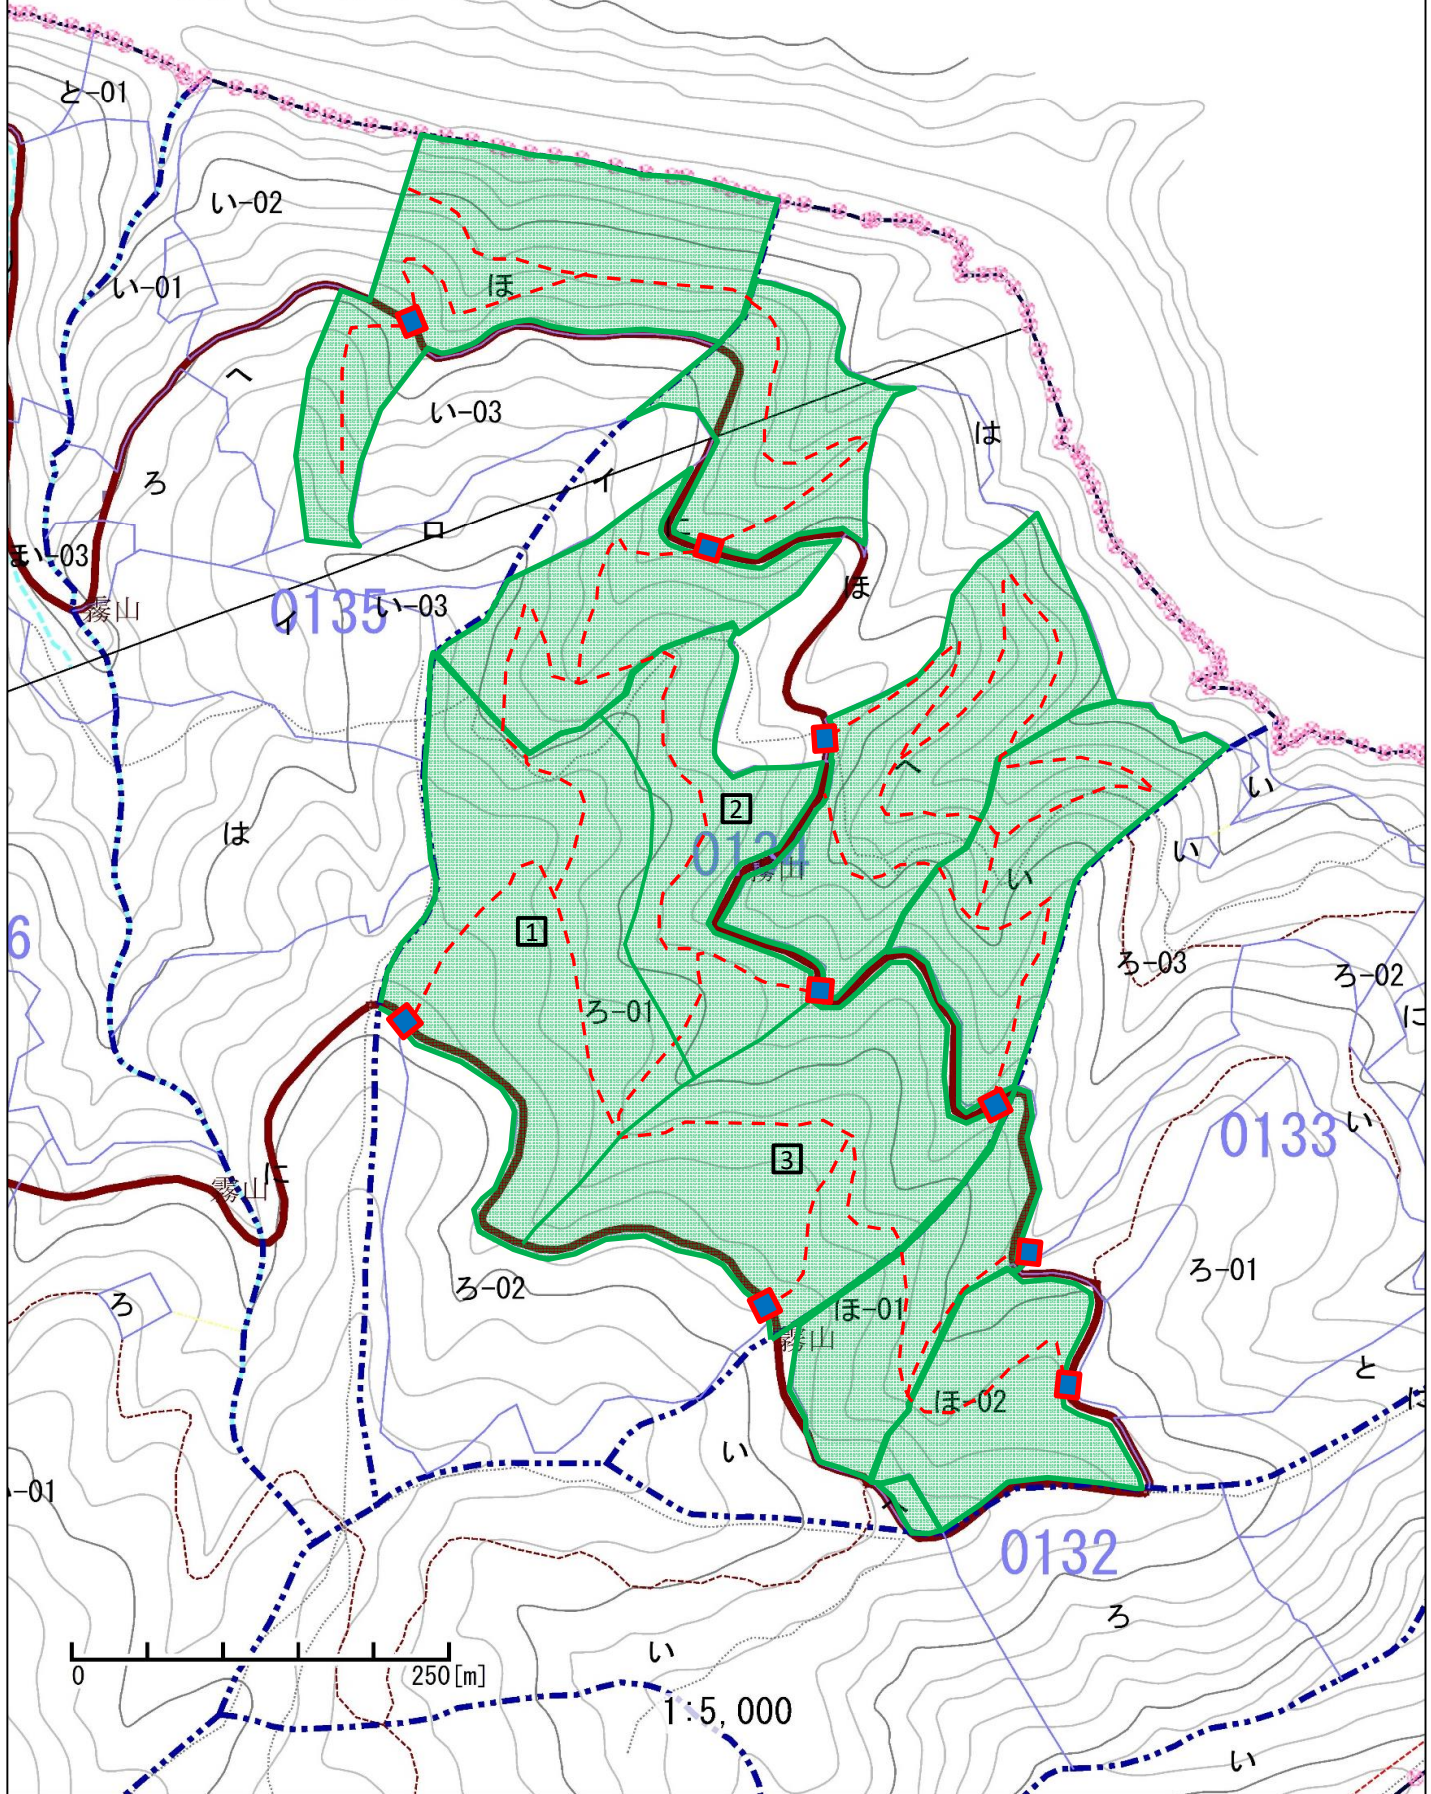 と-01
い-02
い-01
ほ
へ
い-03
は
ろ
イ
ロ
に
ほ
い-03
0135
い-03
霧山
イ
へ
い
2
は
0134
霧山
い
い
6
1
ろ-03
ろ-02
に
ろ-01
0133
い
3
霧山
に
ろ-01
ろ-02
ろ
ほ-01
霧山
と
ほ-02
に
い
-01
へ
0132
ろ
い
0
250[m]
1:5,000
い